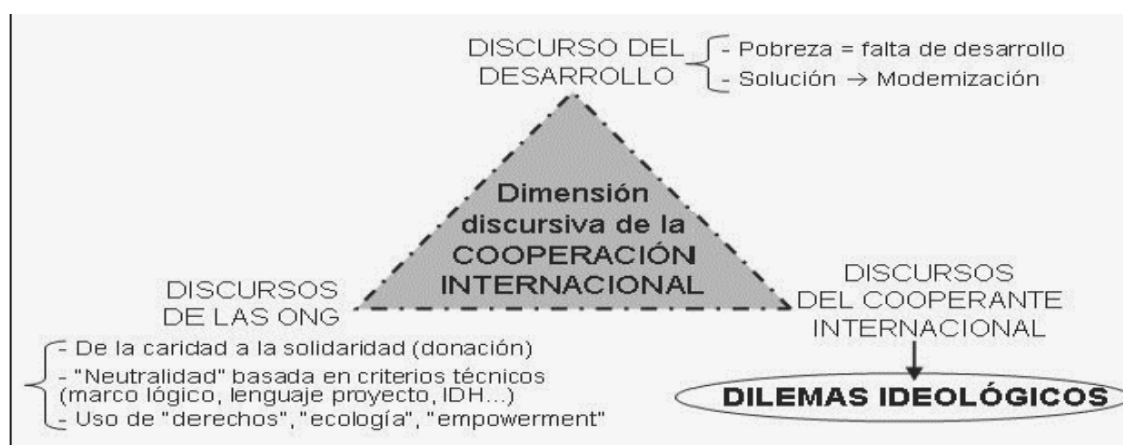 DISCURSO DEL
DESARROLLO
- Pobreza = falta de desarrollo
- Solución → Modernización
Dimensión
discursiva de la
COOPERACIÓN
INTERNACIONAL
DISCURSOS
DE LAS ONG
- De la caridad a la solidaridad (donación)
- "Neutralidad" basada en criterios técnicos
(marco lógico, lenguaje proyecto, IDH...)
- Uso de "derechos", "ecología", "empowerment"
DISCURSOS
DEL COOPERANTE
INTERNACIONAL
DILEMAS IDEOLÓGICOS